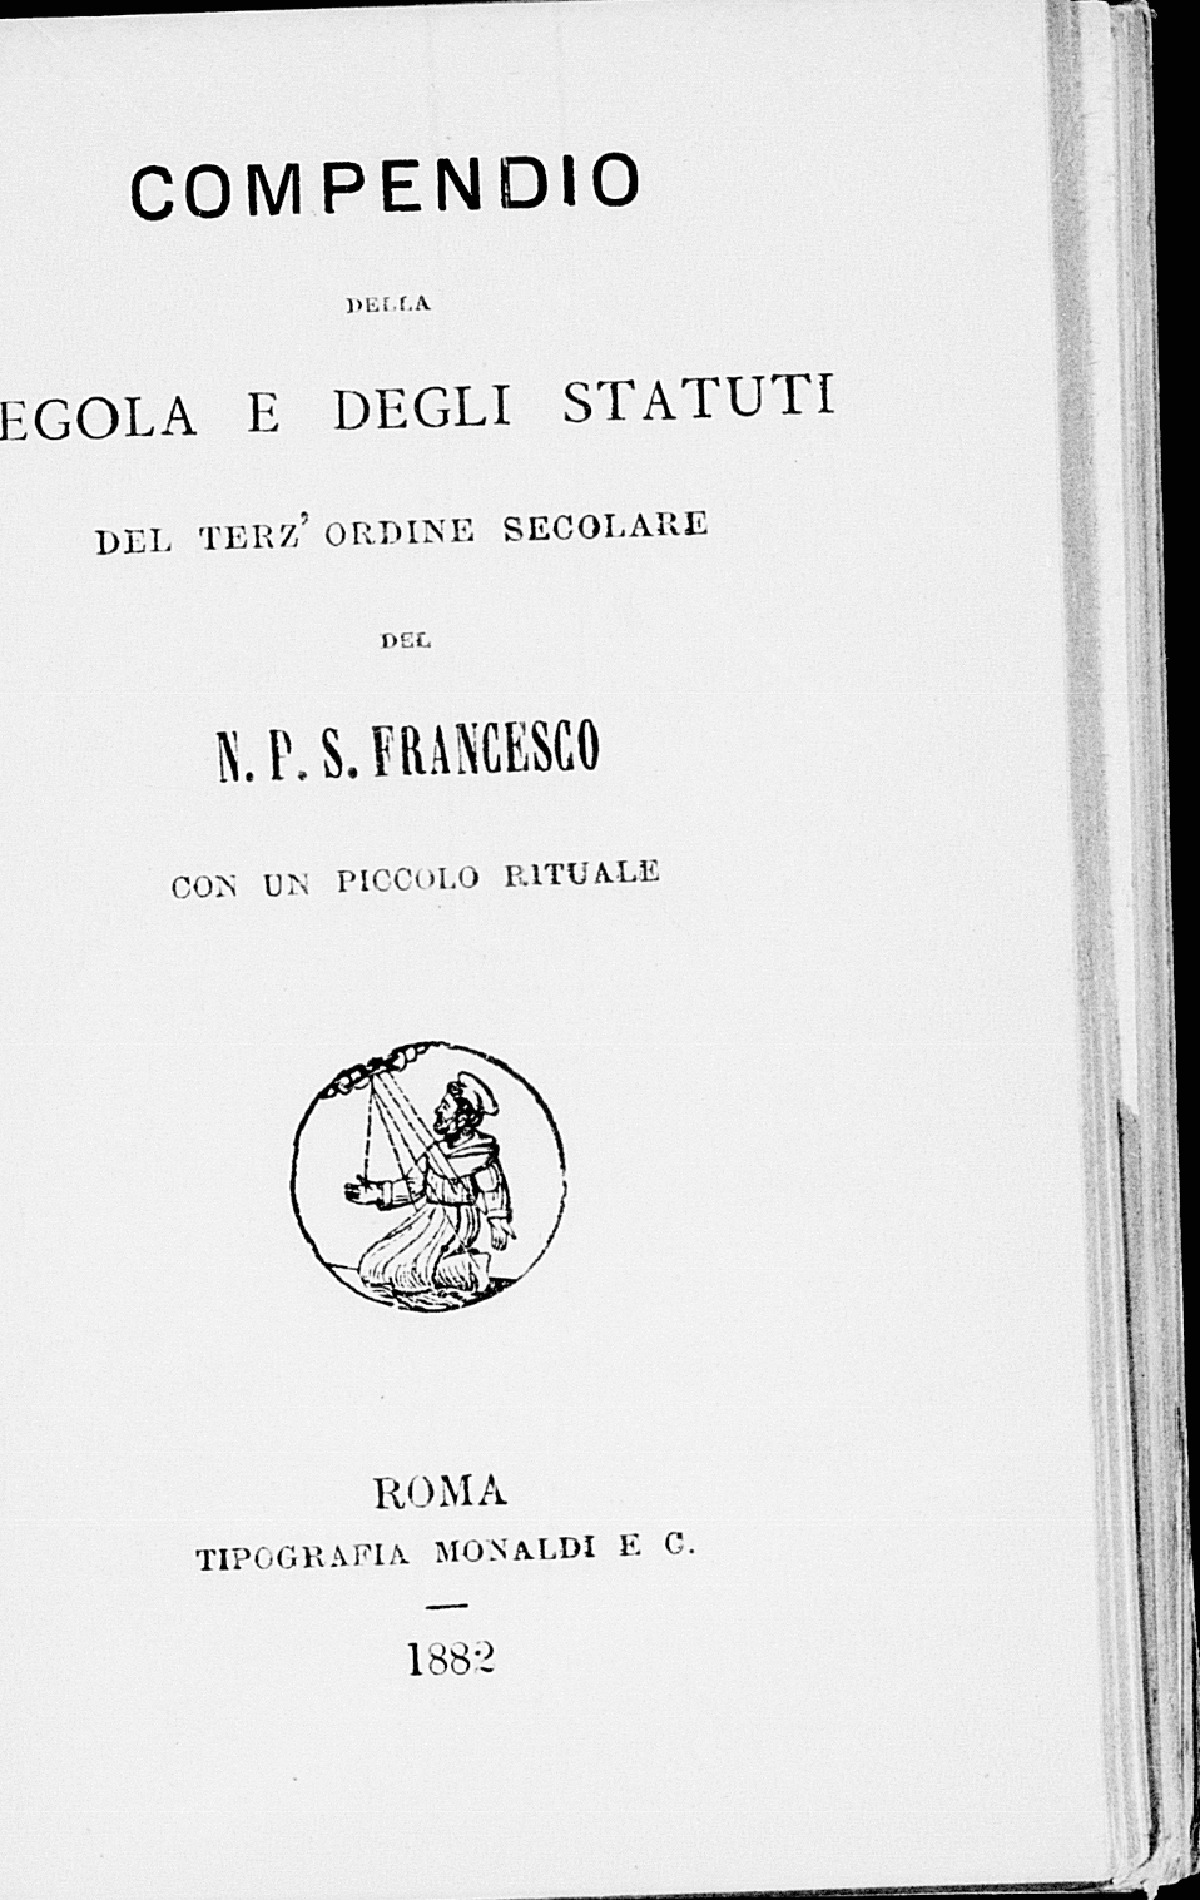 COMPENDIO
DELLA
EGOLA E DEGLI STATUTI
DEL TERZ' ORDINE SECOLARE
DEL
N. P. S. FRANCESCO
CON UN PICCOLO RITUALE
ROMA
TIPOGRAFIA MONALDI E C.
1882